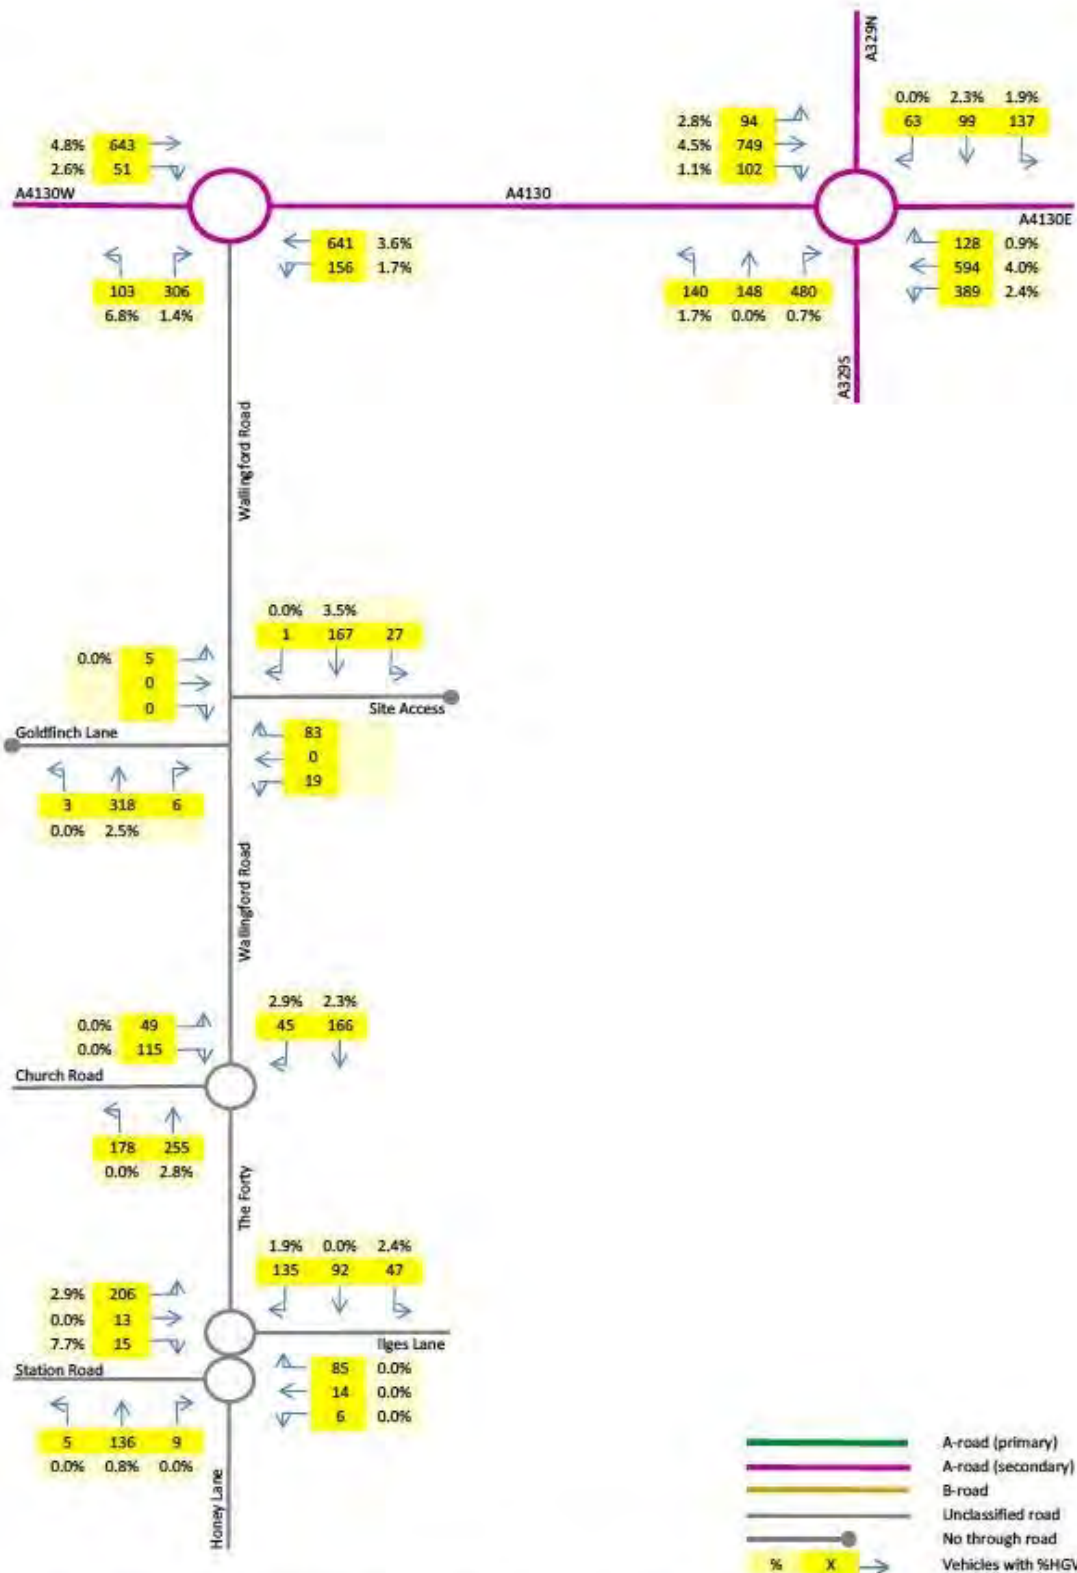 A329N
0.0% 2.3% 1.9%
63 99 137
2.8% 94
4.5% 749
1.1% 102
4.8% 643
2.6% 51
A4130W
A4130
A4130E
641 3.6%
156 1.7%
103 306
6.8% 1.4%
128 0.9%
594 4.0%
389 2.4%
140 148 480
1.7% 0.0% 0.7%
A329S
Wallingford Road
0.0% 3.5%
1 167 27
0.0% 5
0
0
Site Access
Goldfinch Lane
83
0
19
3 318 6
0.0% 2.5%
Wallingford Road
2.9% 2.3%
45 166
0.0% 49
0.0% 115
Church Road
178 255
0.0% 2.8%
The Forty
1.9% 0.0% 2.4%
135 92 47
2.9% 206
0.0% 13
7.7% 15
Ilges Lane
Station Road
85 0.0%
14 0.0%
6 0.0%
5 136 9
0.0% 0.8% 0.0%
Honey Lane
A-road (primary)
A-road (secondary)
B-road
Unclassified road
No through road
% X Vehicles with %HGV